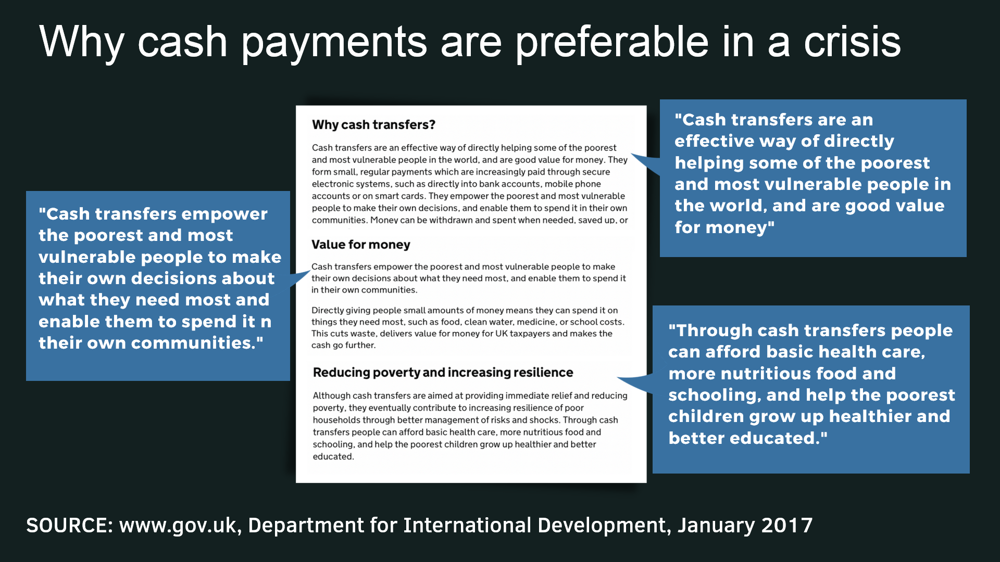 Why cash payments are preferable in a crisis
"Cash transfers empower
the poorest and most
vulnerable people to make
their own decisions about
what they need most and
enable them to spend it n
their own communities."
Why cash transfers?
Cash transfers are an effective way of directly helping some of the poorest
and most vulnerable people in the world, and are good value for money. They
form small, regular payments which are increasingly paid through secure
electronic systems, such as directly into bank accounts, mobile phone
accounts or on smart cards. They empower the poorest and most vulnerable
people to make their own decisions, and enable them to spend it in their own
communities. Money can be withdrawn and spent when needed, saved up, or
Value for money
Cash transfers empower the poorest and most vulnerable people to make
their own decisions about what they need most, and enable them to spend it
in their own communities.
Directly giving people small amounts of money means they can spend it on
things they need most, such as food, clean water, medicine, or school costs.
This cuts waste, delivers value for money for UK taxpayers and makes the
cash go further.
Reducing poverty and increasing resilience
Although cash transfers are aimed at providing immediate relief and reducing
poverty, they eventually contribute to increasing resilience of poor
households through better management of risks and shocks. Through cash
transfers people can afford basic health care, more nutritious food and
schooling, and help the poorest children grow up healthier and better
educated.
"Cash transfers are an
effective way of directly
helping some of the poorest
and most vulnerable people in
the world, and are good value
for money"
"Through cash transfers people
can afford basic health care,
more nutritious food and
schooling, and help the poorest
children grow up healthier and
better educated."
SOURCE: www.gov.uk, Department for International Development, January 2017